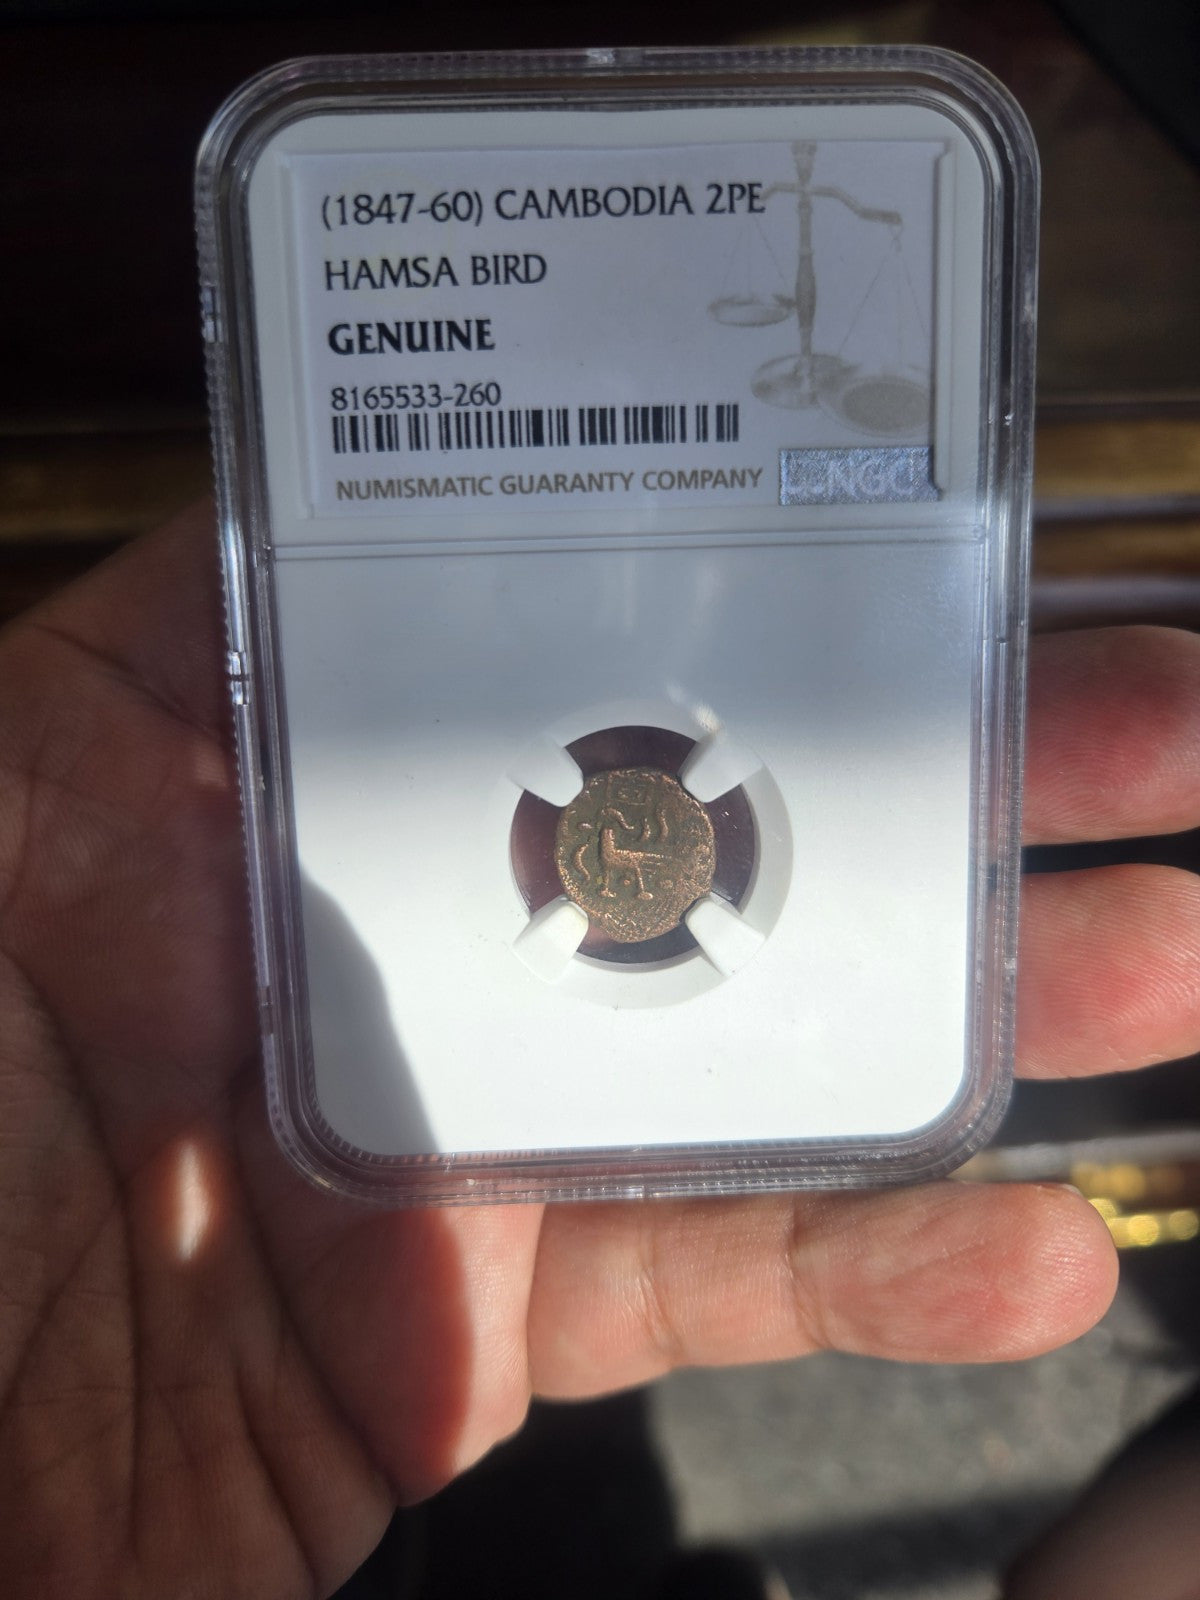 (1847-60) CAMBODIA 2PE
HAMSA BIRD
GENUINE
8165533-260
NUMISMATIC GUARANTY COMPANY
NGC